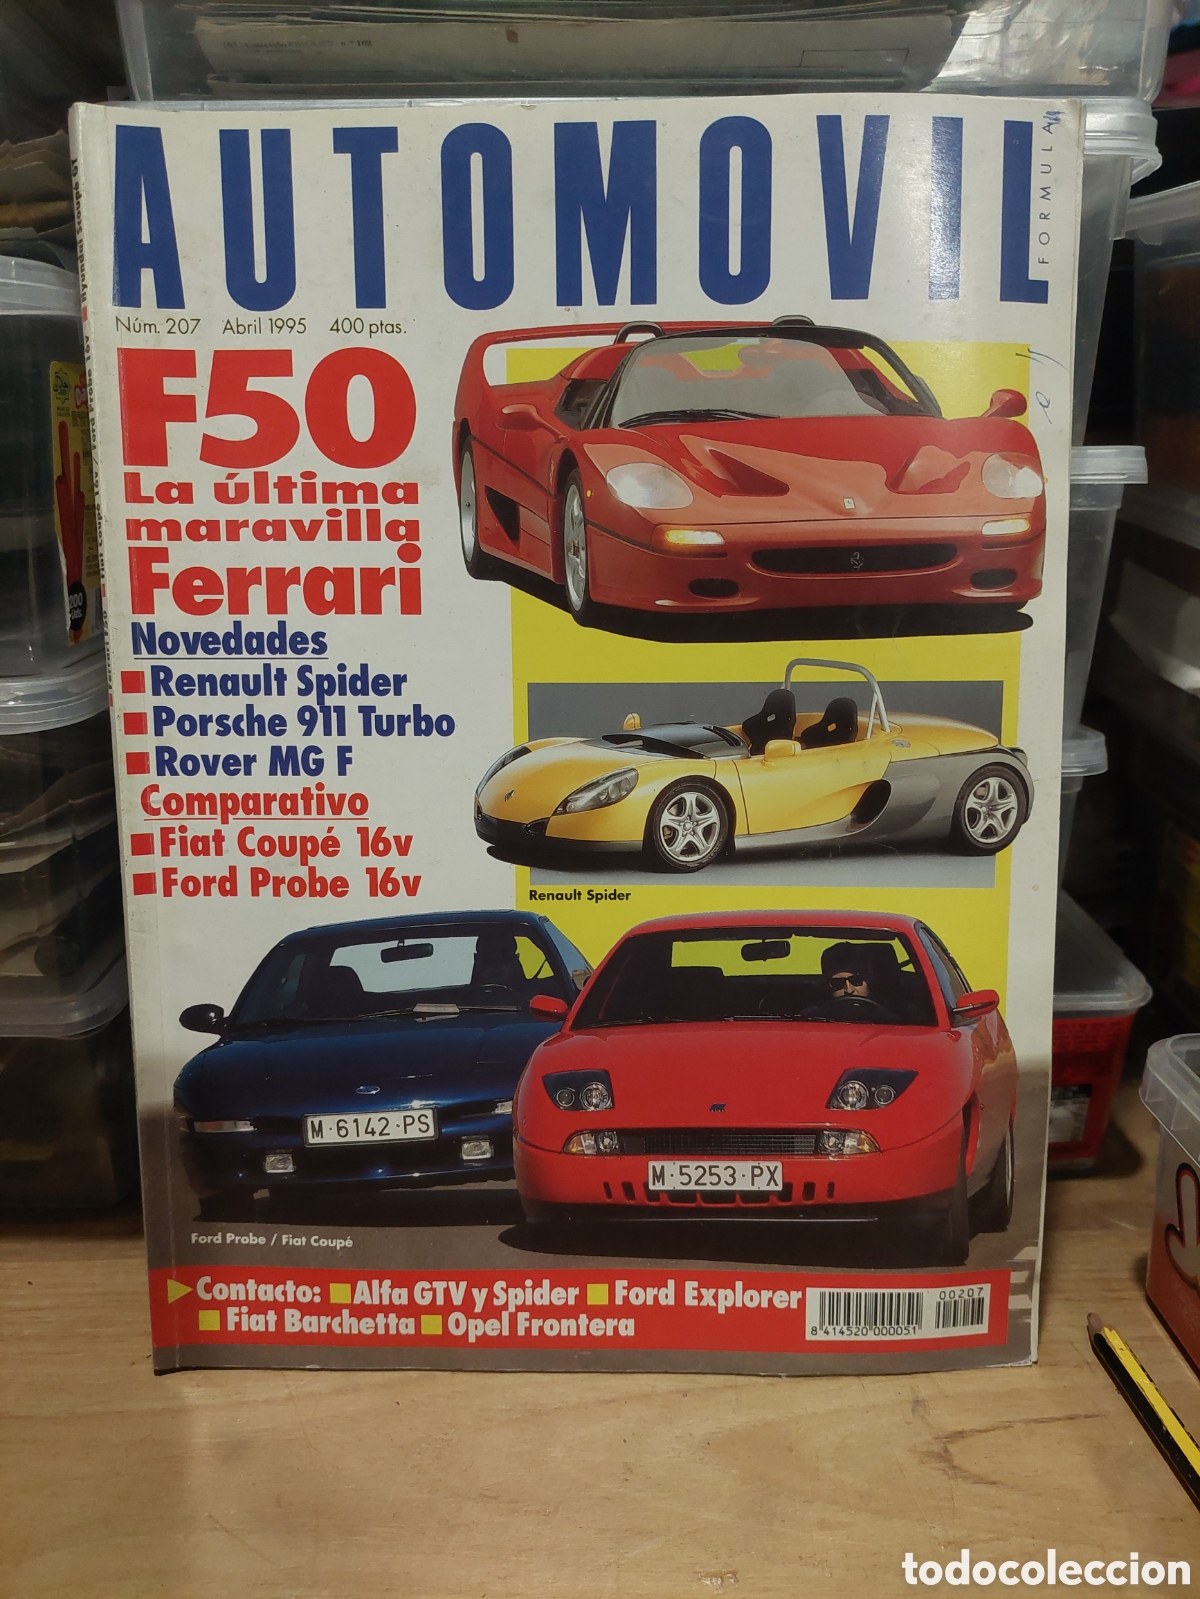 AUTOMOVIL
FORMULA
Núm. 207 Abril 1995 400 ptas.
F50
La última
maravilla
Ferrari
Novedades
Renault Spider
Porsche 911 Turbo
Rover MG F
Comparativo
Fiat Coupé 16v
Ford Probe 16v
Renault Spider
M·6142·PS
M·5253·PX
Ford Probe / Fiat Coupé
Contacto: Alfa GTV y Spider Ford Explorer
Fiat Barchetta Opel Frontera
00207
8 414520 000051
todocoleccion